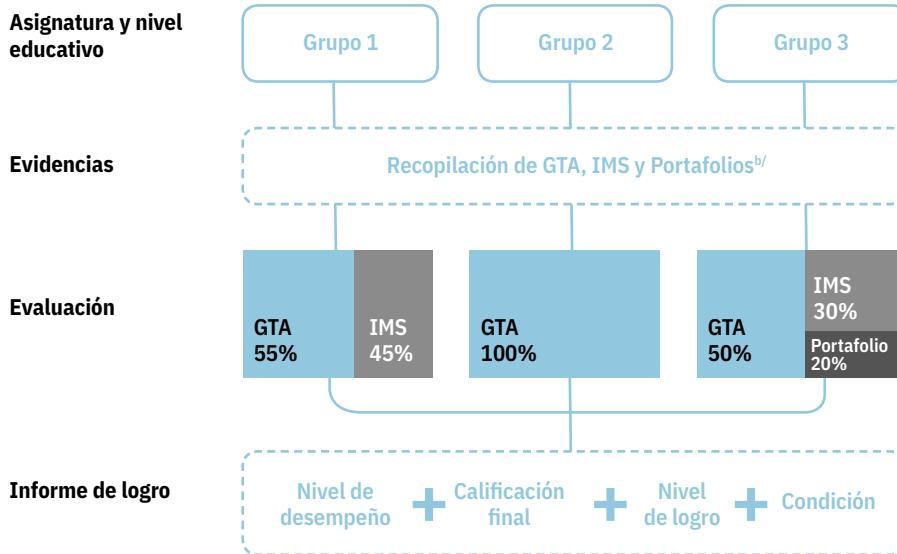 Asignatura y nivel
educativo
Grupo 1
Grupo 2
Grupo 3
Evidencias
Recopilación de GTA, IMS y Portafolios b/
Evaluación
GTA
55%
IMS
45%
GTA
100%
GTA
50%
IMS
30%
Portafolio
20%
Informe de logro
Nivel de
desempeño
+
Calificación
final
+
Nivel
de logro
+
Condición